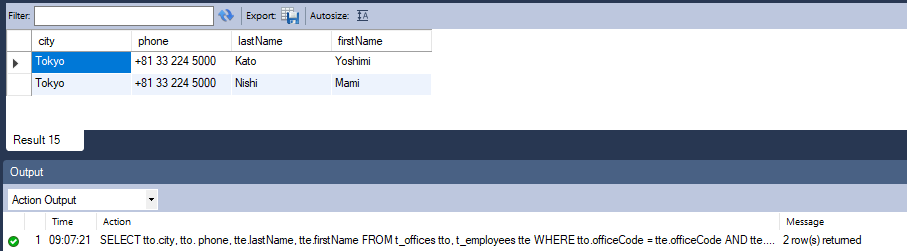 Filter: Export: Autosize:
city phone lastName firstName
Tokyo +81 33 224 5000 Kato Yoshimi
Tokyo +81 33 224 5000 Nishi Mami
Result 15
Output
Action Output
Time Action Message
1 09:07:21 SELECT tto.city, tto. phone, tte.lastName, tte.firstName FROM t_offices tto, t_employees tte WHERE tto.officeCode = tte.officeCode AND tte.... 2 row(s) returned